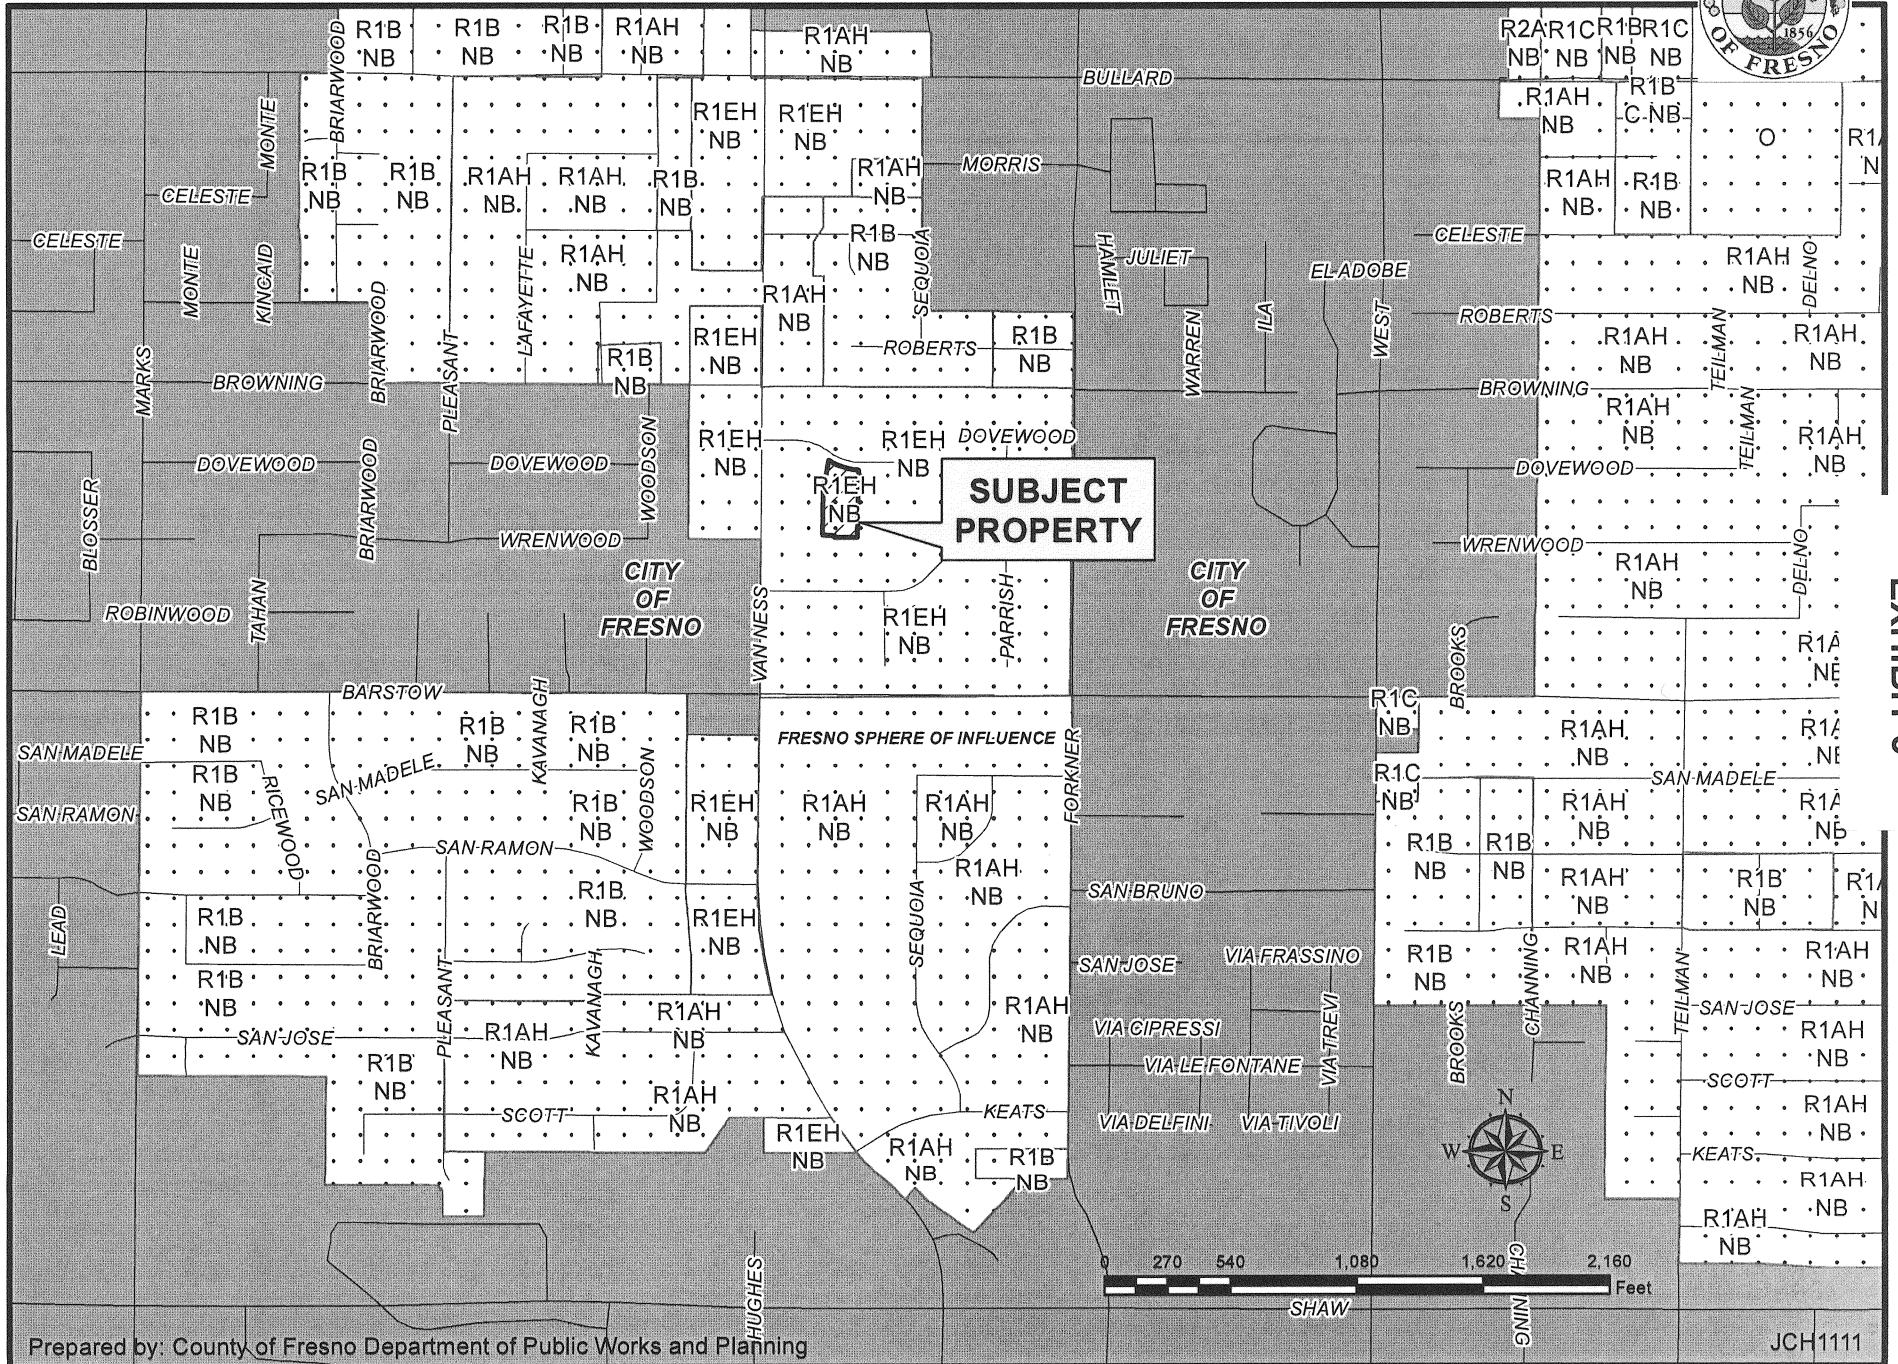 R1B
NB
R1B
NB
R1B
NB
R1AH
NB
R1AH
NB
R2A
NB
R1C
NB
R1B
NB
R1C
NB
1856
OF FRESNO
BRIARWOOD
BULLARD
MONTE
R1EH
NB
R1EH
NB
R1AH
NB
R1B
C NB
O
MORRIS
CELESTE
R1B
NB
R1B
NB
R1AH
NB
R1AH
NB
R1B
NB
R1AH
NB
R1AH
NB
R1B
NB
CELESTE
MONTE
KINCAID
LAFAYETTE
R1AH
NB
R1B
NB
SEQUOIA
HAMLET
JULIET
EL ADOBE
CELESTE
R1AH
NB
DELNO
MARKS
BROWNING
BRIARWOOD
PLEASANT
R1B
NB
R1EH
NB
R1AH
NB
ROBERTS
R1B
NB
WARREN
ILA
WEST
ROBERTS
R1AH
NB
TEILMAN
R1AH
NB
BROWNING
R1AH
NB
TEILMAN
R1AH
NB
BLOSSER
DOVEWOOD
BRIARWOOD
DOVEWOOD
WOODSON
R1EH
NB
R1EH
NB
DOVEWOOD
R1EH
NB
SUBJECT
PROPERTY
DOVEWOOD
WRENWOOD
WRENWOOD
CITY
OF
FRESNO
CITY
OF
FRESNO
R1AH
NB
DELNO
ROBINWOOD
TAHAN
VAN NESS
R1EH
NB
PARRISH
BROOKS
BARSTOW
SAN MADELE
R1B
NB
R1B
NB
KAVANAGH
R1B
NB
FRESNO SPHERE OF INFLUENCE
FORKNER
R1C
NB
R1AH
NB
R1B
NB
RICEWOOD
SAN MADELE
R1C
NB
SAN MADELE
SAN RAMON
R1B
NB
WOODSON
R1EH
NB
R1AH
NB
R1AH
NB
R1AH
NB
SAN RAMON
R1B
NB
R1B
NB
LEAD
R1B
NB
BRIARWOOD
R1B
NB
R1EH
NB
SEQUOIA
R1AH
NB
SAN BRUNO
R1AH
NB
R1B
NB
R1B
NB
PLEASANT
KAVANAGH
SAN JOSE
VIA FRASSINO
R1B
NB
CHANNING
R1AH
NB
TEILMAN
R1AH
NB
SAN JOSE
R1AH
NB
R1AH
NB
R1AH
NB
VIA CIPRESSI
VIA TREVI
BROOKS
SAN JOSE
R1AH
NB
R1B
NB
VIA LE FONTANE
SCOTT
SCOTT
R1AH
NB
KEATS
VIA DELFINI
VIA TIVOLI
R1AH
NB
R1EH
NB
R1AH
NB
R1B
NB
N
W
E
S
KEATS
R1AH
NB
R1AH
NB
HUGHES
0 270 540 1,080 1,620 2,160
Feet
SHAW
Prepared by: County of Fresno Department of Public Works and Planning
JCH1111